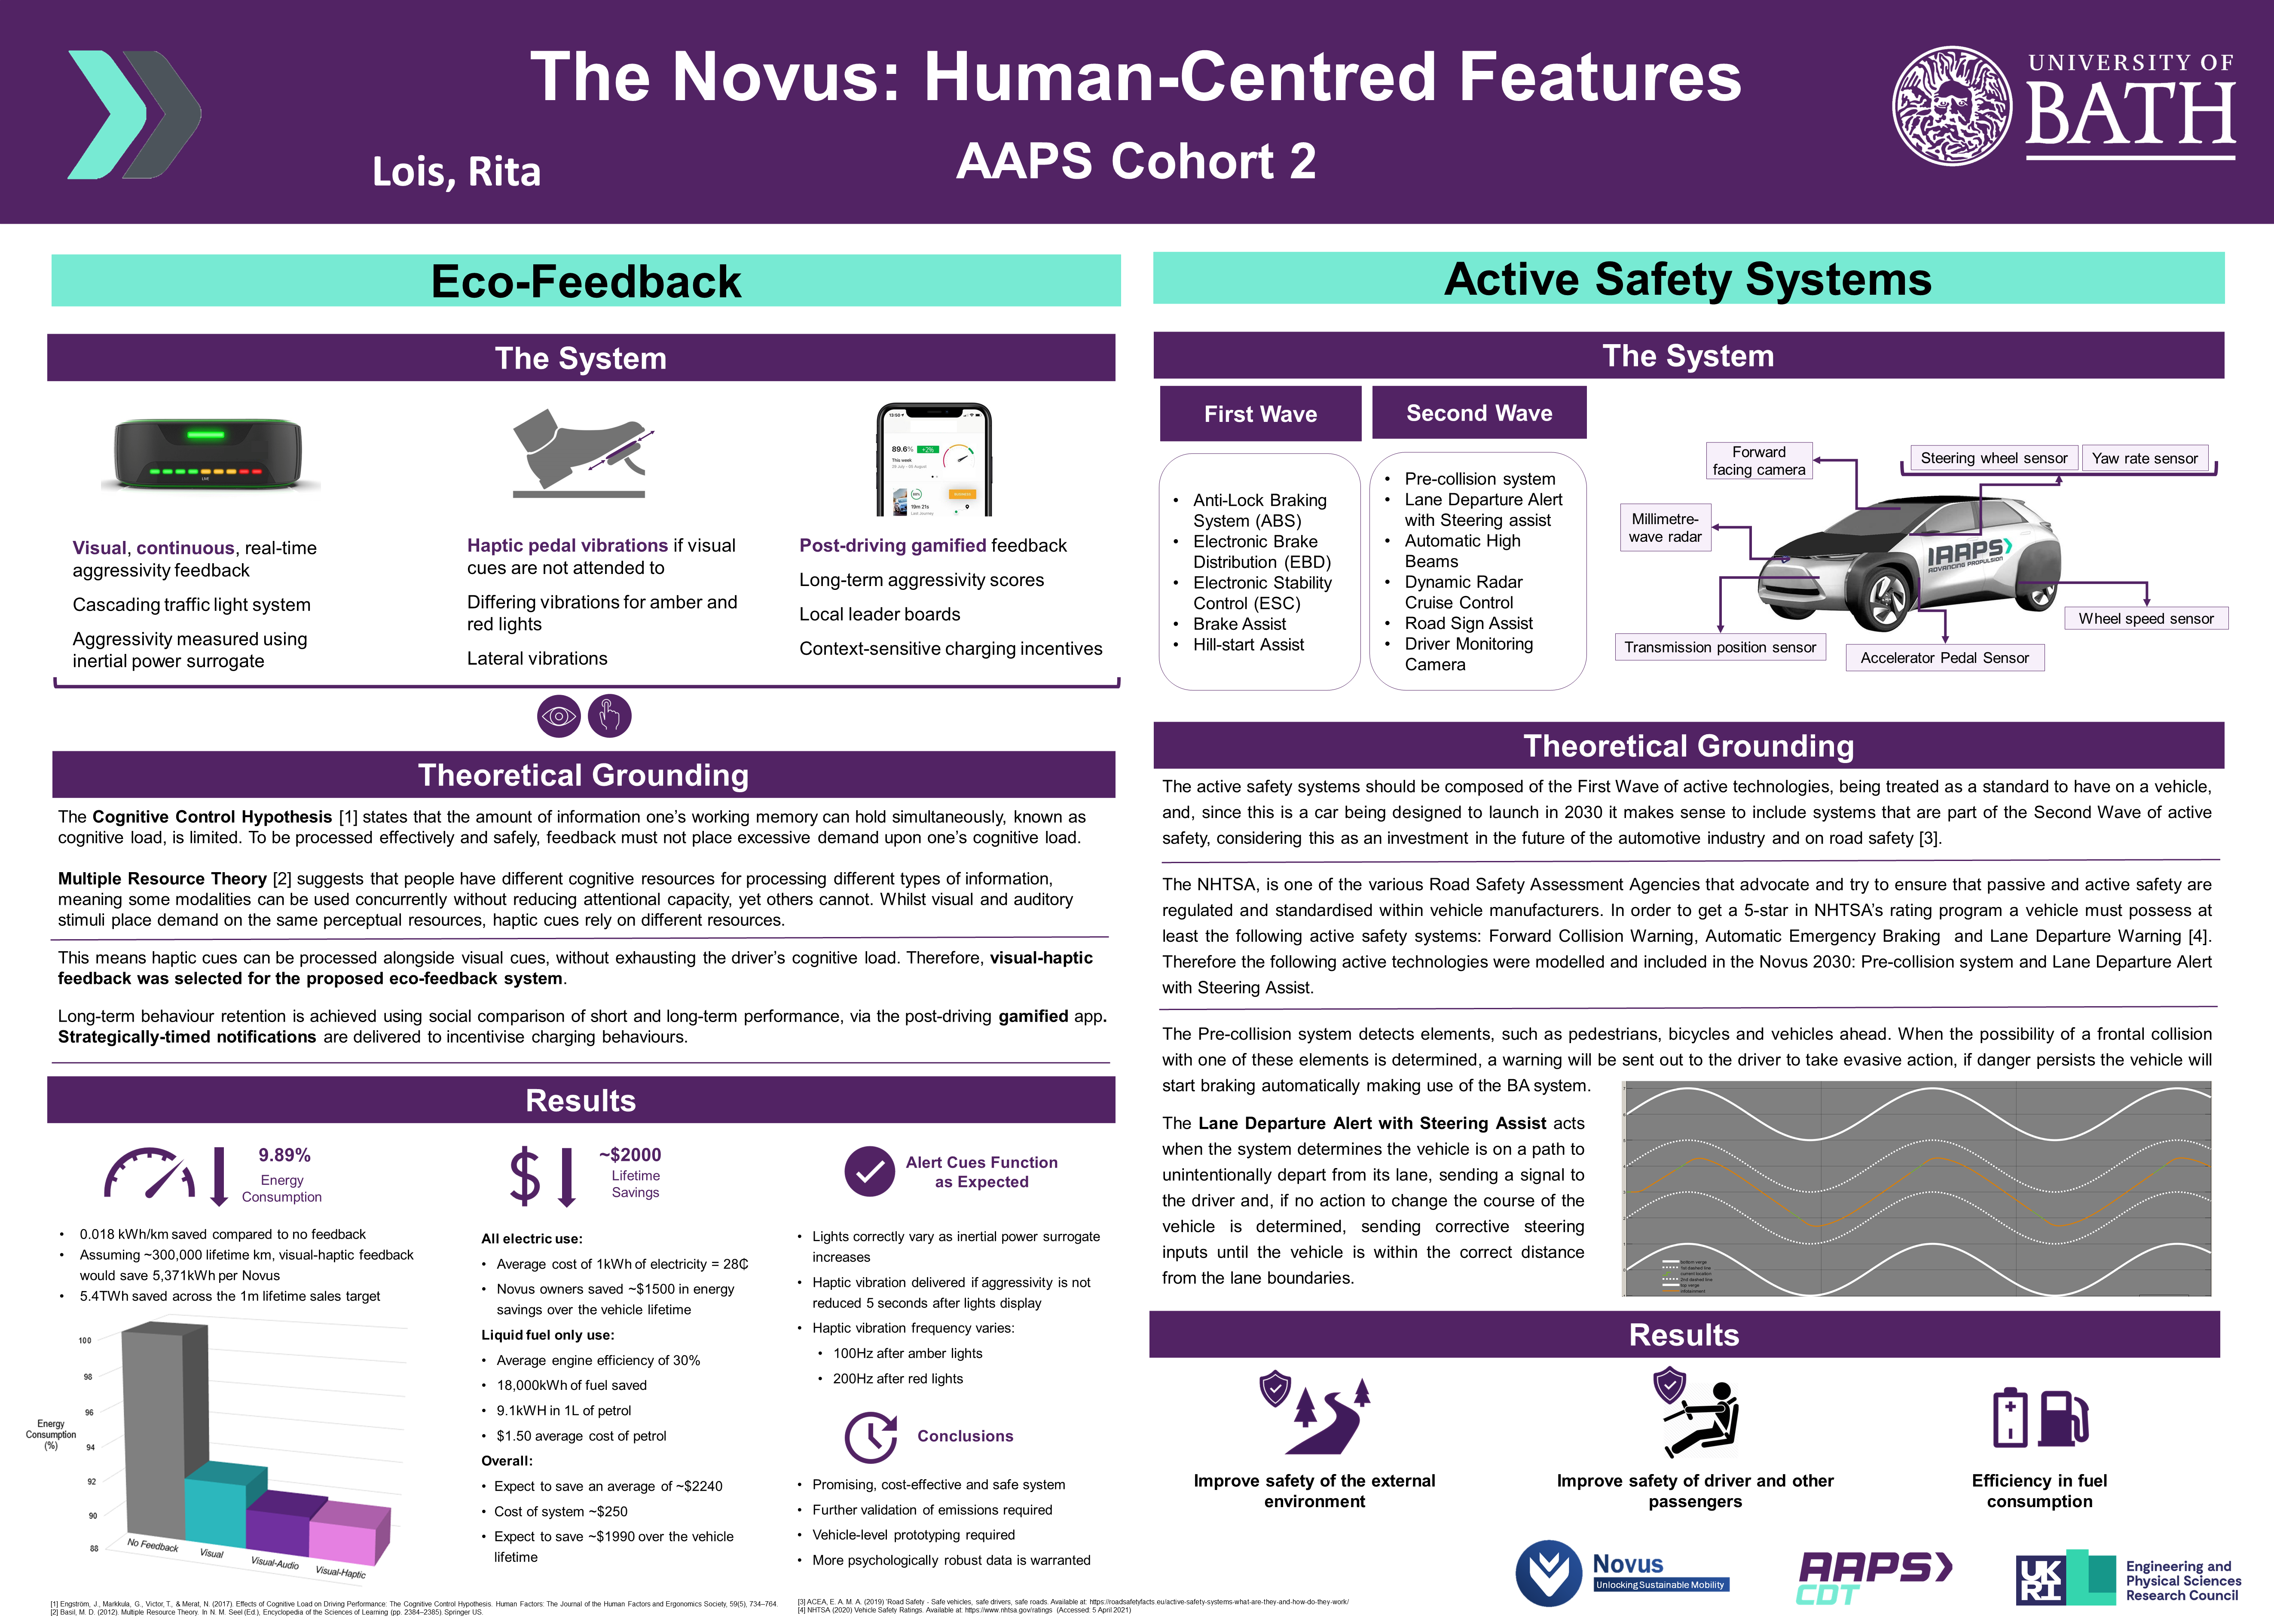 The Novus: Human-Centred Features
AAPS Cohort 2
Lois, Rita
UNIVERSITY OF
BATH
Eco-Feedback
The System
LIVE
Visual, continuous, real-time
aggressivity feedback
Cascading traffic light system
Aggressivity measured using
inertial power surrogate
Haptic pedal vibrations if visual
cues are not attended to
Differing vibrations for amber and
red lights
Lateral vibrations
13:50
89.6% +2%
This week
19m 21s
Last Journey
Post-driving gamified feedback
Long-term aggressivity scores
Local leader boards
Context-sensitive charging incentives
Theoretical Grounding
The Cognitive Control Hypothesis [1] states that the amount of information one’s working memory can hold simultaneously, known as
cognitive load, is limited. To be processed effectively and safely, feedback must not place excessive demand upon one’s cognitive load.
Multiple Resource Theory [2] suggests that people have different cognitive resources for processing different types of information,
meaning some modalities can be used concurrently without reducing attentional capacity, yet others cannot. Whilst visual and auditory
stimuli place demand on the same perceptual resources, haptic cues rely on different resources.
This means haptic cues can be processed alongside visual cues, without exhausting the driver’s cognitive load. Therefore, visual-haptic
feedback was selected for the proposed eco-feedback system.
Long-term behaviour retention is achieved using social comparison of short and long-term performance, via the post-driving gamified app.
Strategically-timed notifications are delivered to incentivise charging behaviours.
Results
9.89%
Energy
Consumption
• 0.018 kWh/km saved compared to no feedback
• Assuming ~300,000 lifetime km, visual-haptic feedback
would save 5,371kWh per Novus
• 5.4TWh saved across the 1m lifetime sales target
Energy
Consumption
(%)
100
98
96
94
92
90
88
No Feedback
Visual
Visual-Audio
Visual-Haptic
$
~$2000
Lifetime
Savings
All electric use:
• Average cost of 1kWh of electricity = 28₵
• Novus owners saved ~$1500 in energy
savings over the vehicle lifetime
Liquid fuel only use:
• Average engine efficiency of 30%
• 18,000kWh of fuel saved
• 9.1kWH in 1L of petrol
• $1.50 average cost of petrol
Overall:
• Expect to save an average of ~$2240
• Cost of system ~$250
• Expect to save ~$1990 over the vehicle
lifetime
Alert Cues Function
as Expected
• Lights correctly vary as inertial power surrogate
increases
• Haptic vibration delivered if aggressivity is not
reduced 5 seconds after lights display
• Haptic vibration frequency varies:
• 100Hz after amber lights
• 200Hz after red lights
Conclusions
• Promising, cost-effective and safe system
• Further validation of emissions required
• Vehicle-level prototyping required
• More psychologically robust data is warranted
[1] Engström, J., Markkula, G., Victor, T., & Merat, N. (2017). Effects of Cognitive Load on Driving Performance: The Cognitive Control Hypothesis. Human Factors: The Journal of the Human Factors and Ergonomics Society, 59(5), 734–764.
[2] Basil, M. D. (2012). Multiple Resource Theory. In N. M. Seel (Ed.), Encyclopedia of the Sciences of Learning (pp. 2384–2385). Springer US.
Active Safety Systems
The System
First Wave
• Anti-Lock Braking
System (ABS)
• Electronic Brake
Distribution (EBD)
• Electronic Stability
Control (ESC)
• Brake Assist
• Hill-start Assist
Second Wave
• Pre-collision system
• Lane Departure Alert
with Steering assist
• Automatic High
Beams
• Dynamic Radar
Cruise Control
• Road Sign Assist
• Driver Monitoring
Camera
Forward
facing camera
Steering wheel sensor
Yaw rate sensor
Millimetre-
wave radar
IAAPS
ADVANCING PROPULSION
Wheel speed sensor
Transmission position sensor
Accelerator Pedal Sensor
Theoretical Grounding
The active safety systems should be composed of the First Wave of active technologies, being treated as a standard to have on a vehicle,
and, since this is a car being designed to launch in 2030 it makes sense to include systems that are part of the Second Wave of active
safety, considering this as an investment in the future of the automotive industry and on road safety [3].
The NHTSA, is one of the various Road Safety Assessment Agencies that advocate and try to ensure that passive and active safety are
regulated and standardised within vehicle manufacturers. In order to get a 5-star in NHTSA’s rating program a vehicle must possess at
least the following active safety systems: Forward Collision Warning, Automatic Emergency Braking and Lane Departure Warning [4].
Therefore the following active technologies were modelled and included in the Novus 2030: Pre-collision system and Lane Departure Alert
with Steering Assist.
The Pre-collision system detects elements, such as pedestrians, bicycles and vehicles ahead. When the possibility of a frontal collision
with one of these elements is determined, a warning will be sent out to the driver to take evasive action, if danger persists the vehicle will
start braking automatically making use of the BA system.
The Lane Departure Alert with Steering Assist acts
when the system determines the vehicle is on a path to
unintentionally depart from its lane, sending a signal to
the driver and, if no action to change the course of the
vehicle is determined, sending corrective steering
inputs until the vehicle is within the correct distance
from the lane boundaries.
bottom verge
1st dashed line
current location
2nd dashed line
top verge
Results
Improve safety of the external
environment
Improve safety of driver and other
passengers
Efficiency in fuel
consumption
Novus
Unlocking Sustainable Mobility
AAPS
CDT
UKRI
Engineering and
Physical Sciences
Research Council
[3] ACEA, E. A. M. A. (2019) 'Road Safety - Safe vehicles, safe drivers, safe roads. Available at: https://roadsafetyfacts.eu/active-safety-systems-what-are-they-and-how-do-they-work/
[4] NHTSA (2020) Vehicle Safety Ratings. Available at: https://www.nhtsa.gov/ratings (Accessed: 5 April 2021)